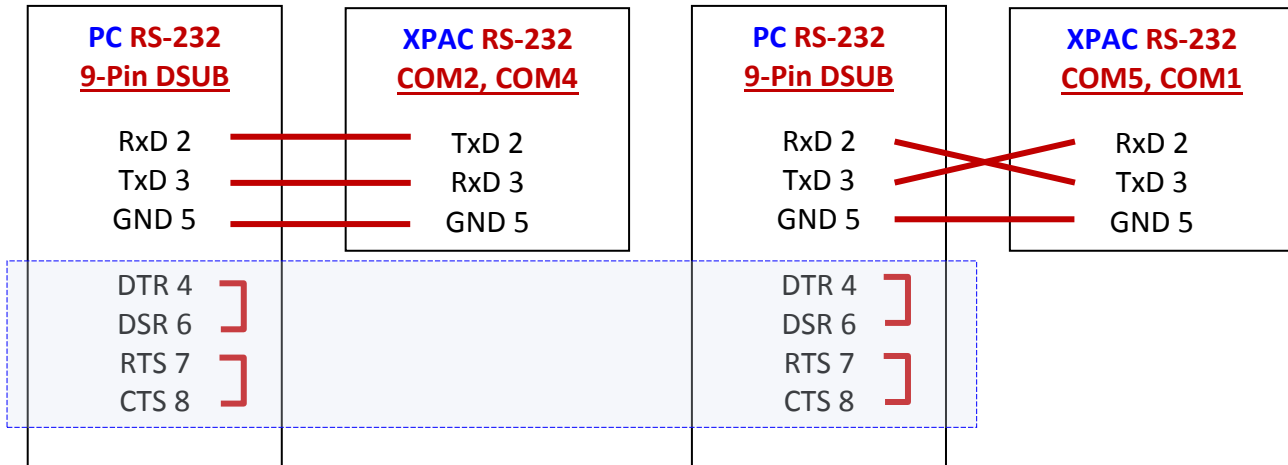 PC RS-232
9-Pin DSUB
RxD 2
TxD 3
GND 5
DTR 4
DSR 6
RTS 7
CTS 8
XPAC RS-232
COM2, COM4
TxD 2
RxD 3
GND 5
PC RS-232
9-Pin DSUB
RxD 2
TxD 3
GND 5
DTR 4
DSR 6
RTS 7
CTS 8
XPAC RS-232
COM5, COM1
RxD 2
TxD 3
GND 5